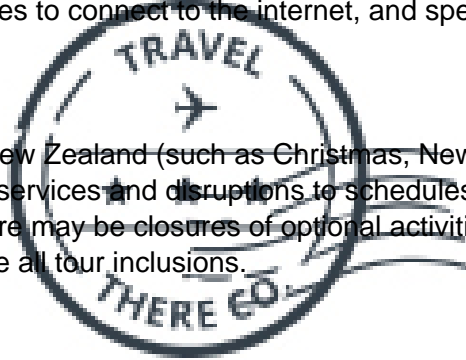 es to connect to the internet, and spe
TRAVEL
ew Zealand (such as Christmas, New
services and disruptions to schedules
re may be closures of optional activiti
e all tour inclusions.
THERE CO.